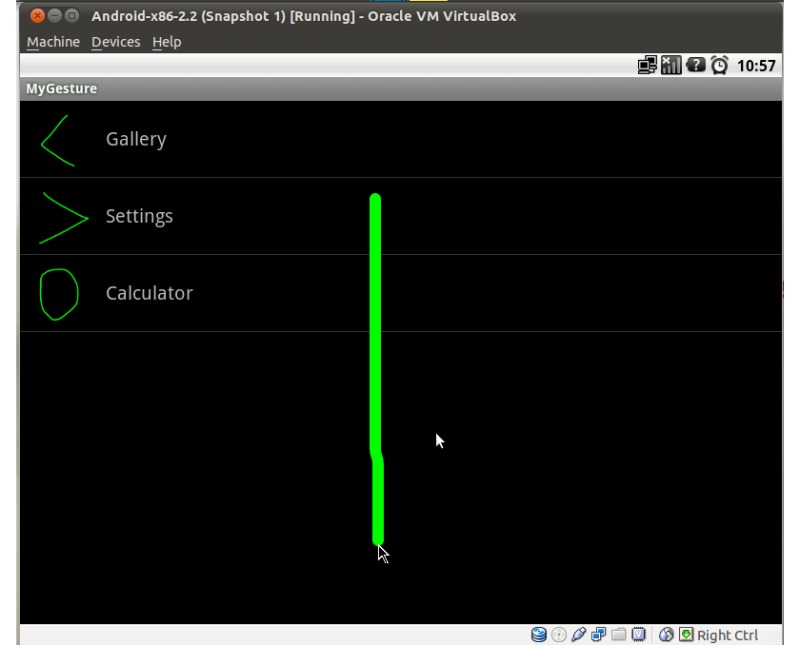 Android-x86-2.2 (Snapshot 1) [Running] - Oracle VM VirtualBox
Machine Devices Help
10:57
MyGesture
Gallery
Settings
Calculator
Right Ctrl